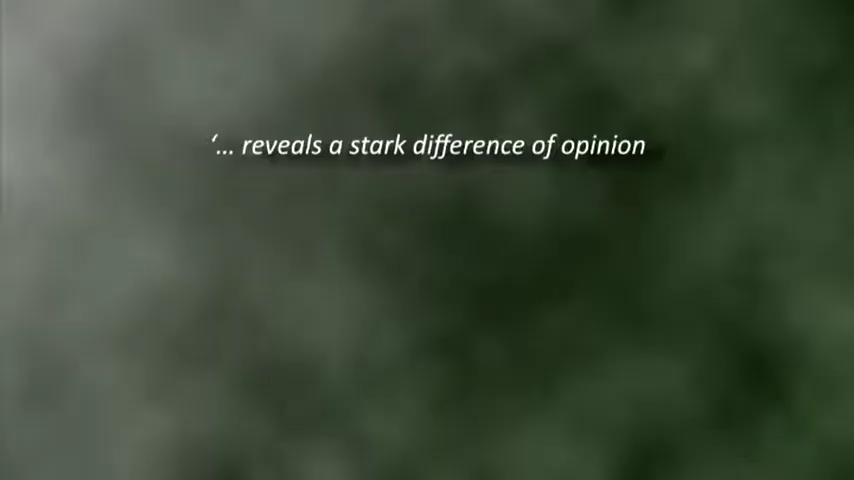 ‘... reveals a stark difference of opinion